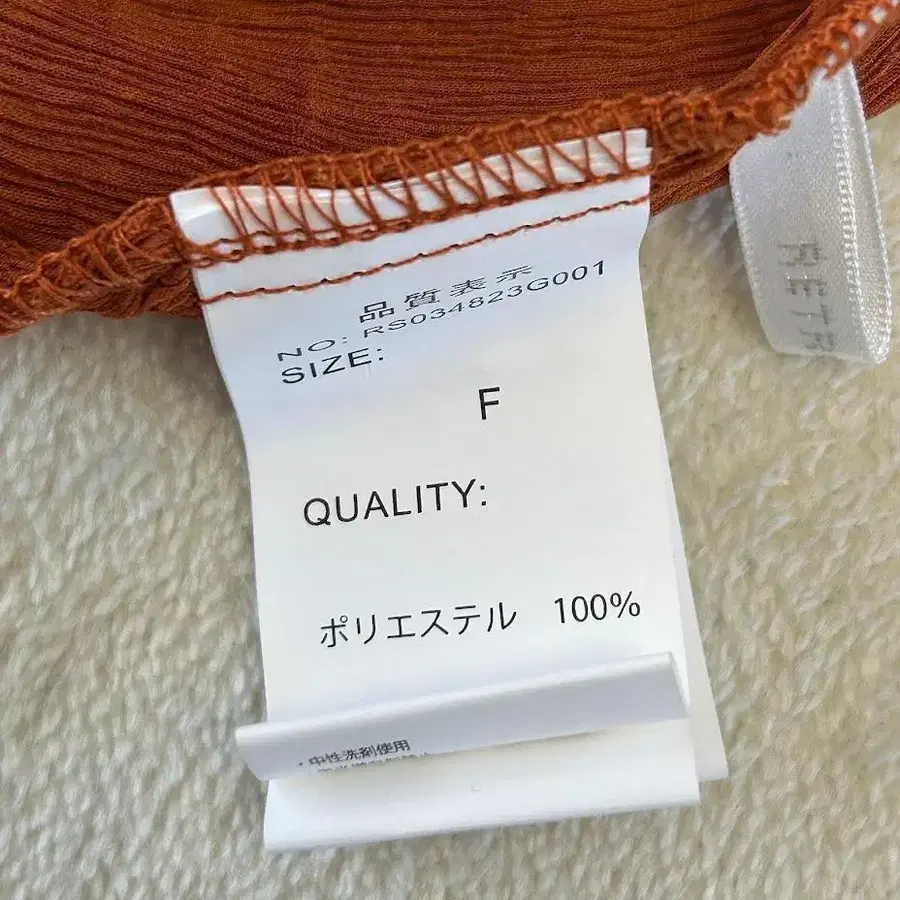 品質表示
NO: RS034823G001
SIZE:
F
QUALITY:
ポリエステル 100%
中性洗剤使用